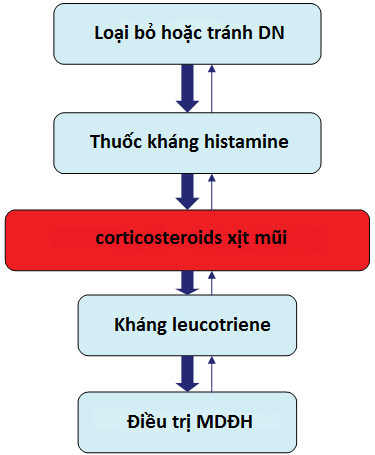 Loại bỏ hoặc tránh DN
Thuốc kháng histamine
corticosteroids xịt mũi
Kháng leucotriene
Điều trị MDĐH